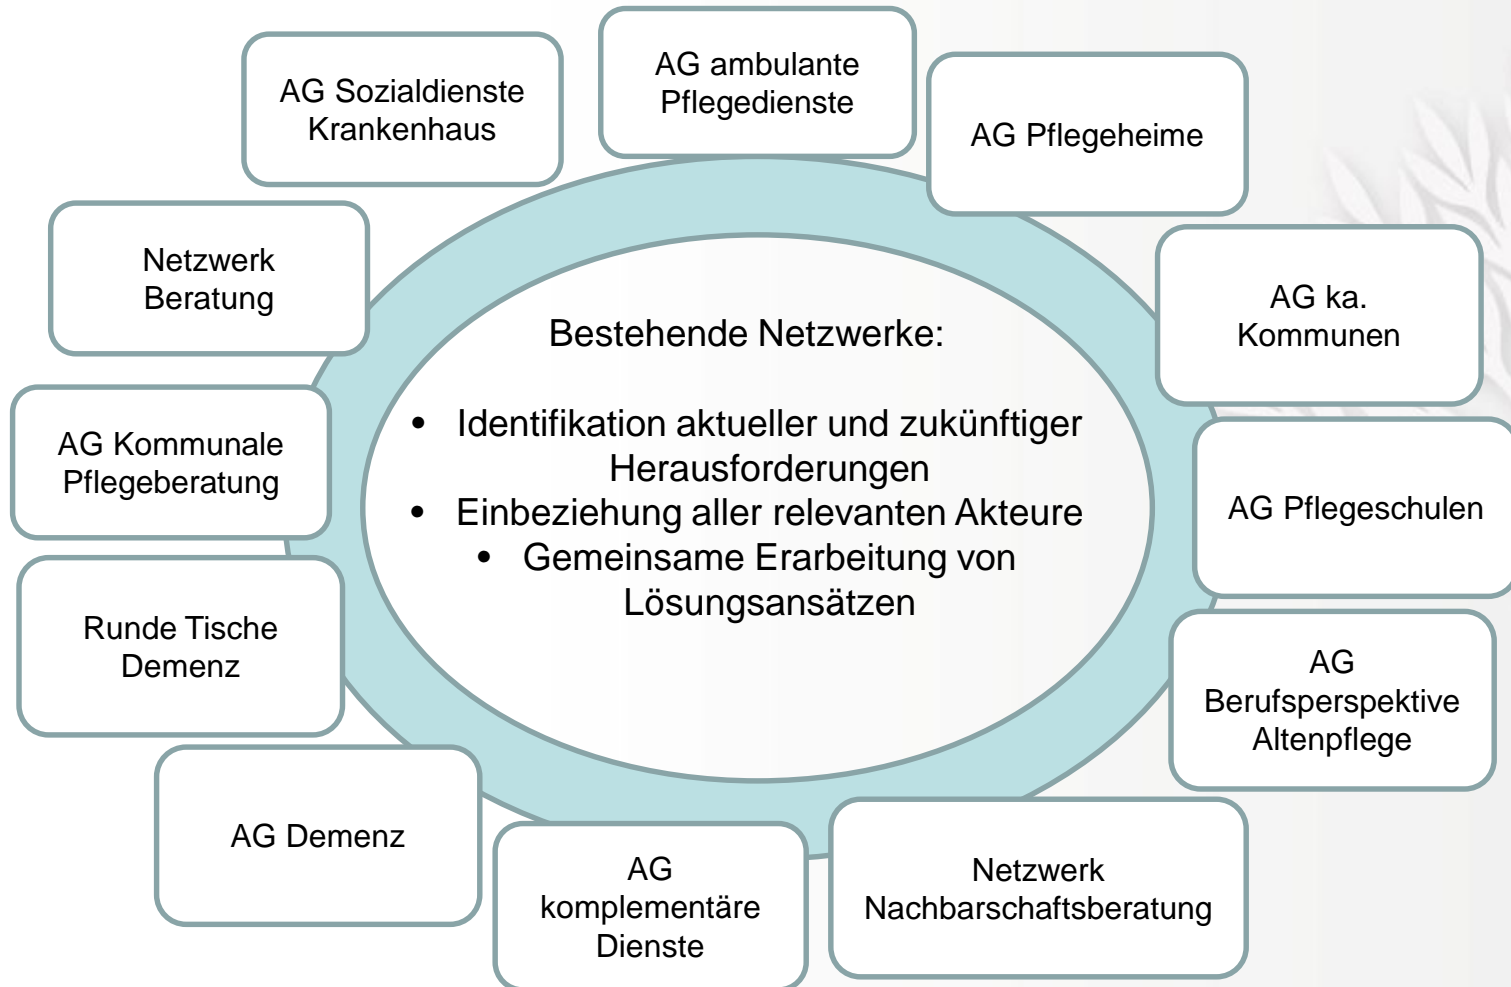 AG Sozialdienste
Krankenhaus
AG ambulante
Pflegedienste
AG Pflegeheime
Netzwerk
Beratung
AG ka.
Kommunen
AG Kommunale
Pflegeberatung
AG Pflegeschulen
Runde Tische
Demenz
AG
Berufsperspektive
Altenpflege
AG Demenz
AG
komplementäre
Dienste
Netzwerk
Nachbarschaftsberatung
Bestehende Netzwerke:
• Identifikation aktueller und zukünftiger
Herausforderungen
• Einbeziehung aller relevanten Akteure
• Gemeinsame Erarbeitung von
Lösungsansätzen